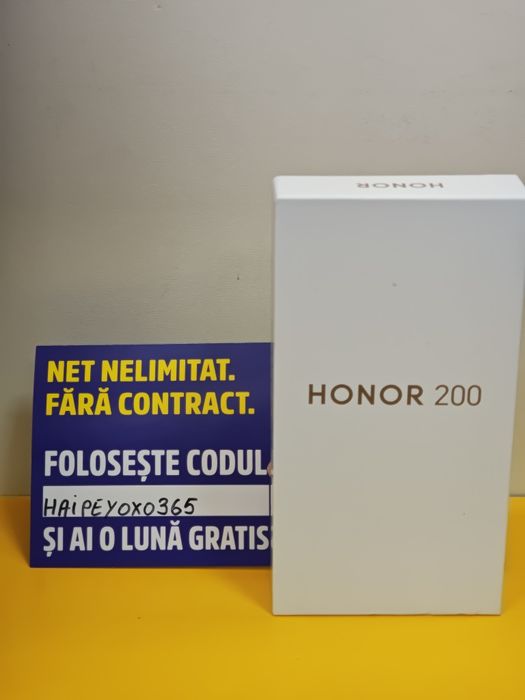 HONOR
HONOR 200
NET NELIMITAT.
FĂRĂ CONTRACT.
FOLOSEȘTE CODUL
HAIPEYOXO365
ȘI AI O LUNĂ GRATIS